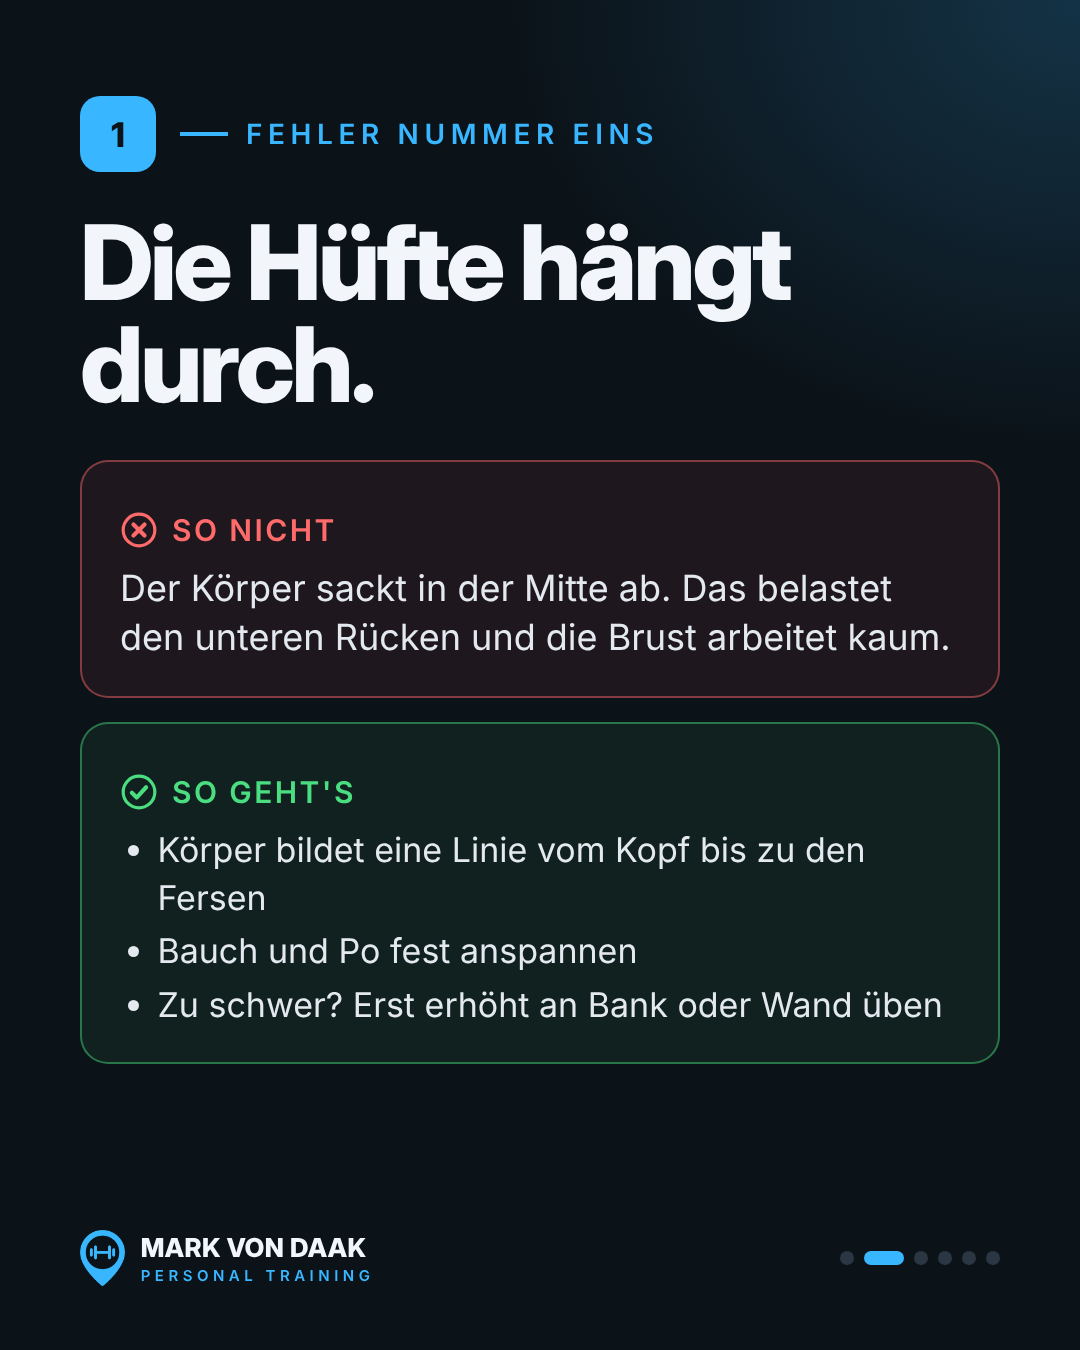 1
FEHLER NUMMER EINS
Die Hüfte hängt
durch.
SO NICHT
Der Körper sackt in der Mitte ab. Das belastet
den unteren Rücken und die Brust arbeitet kaum.
SO GEHT'S
• Körper bildet eine Linie vom Kopf bis zu den
Fersen
• Bauch und Po fest anspannen
• Zu schwer? Erst erhöht an Bank oder Wand üben
MARK VON DAAK
PERSONAL TRAINING